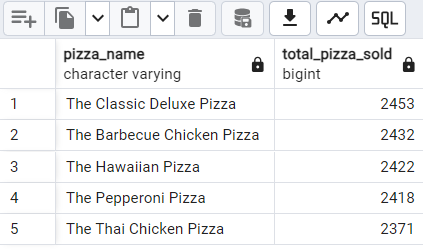 SQL
pizza_name total_pizza_sold
character varying bigint
1 The Classic Deluxe Pizza 2453
2 The Barbecue Chicken Pizza 2432
3 The Hawaiian Pizza 2422
4 The Pepperoni Pizza 2418
5 The Thai Chicken Pizza 2371